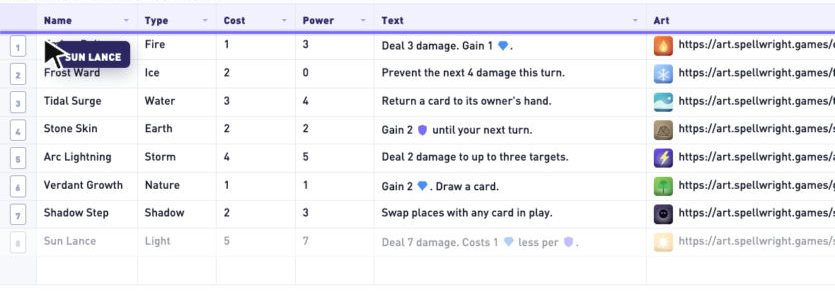 Name Type Cost Power Text Art
1 Fire 1 3 Deal 3 damage. Gain 1 . https://art.spellwright.games/
SUN LANCE
2 Frost Ward Ice 2 0 Prevent the next 4 damage this turn. https://art.spellwright.games/
3 Tidal Surge Water 3 4 Return a card to its owner's hand. https://art.spellwright.games/
4 Stone Skin Earth 2 2 Gain 2 until your next turn. https://art.spellwright.games/s
5 Arc Lightning Storm 4 5 Deal 2 damage to up to three targets. https://art.spellwright.games/a
6 Verdant Growth Nature 1 1 Gain 2 . Draw a card. https://art.spellwright.games/
7 Shadow Step Shadow 2 3 Swap places with any card in play. https://art.spellwright.games/s
8 Sun Lance Light 5 7 Deal 7 damage. Costs 1 less per . https://art.spellwright.games/s